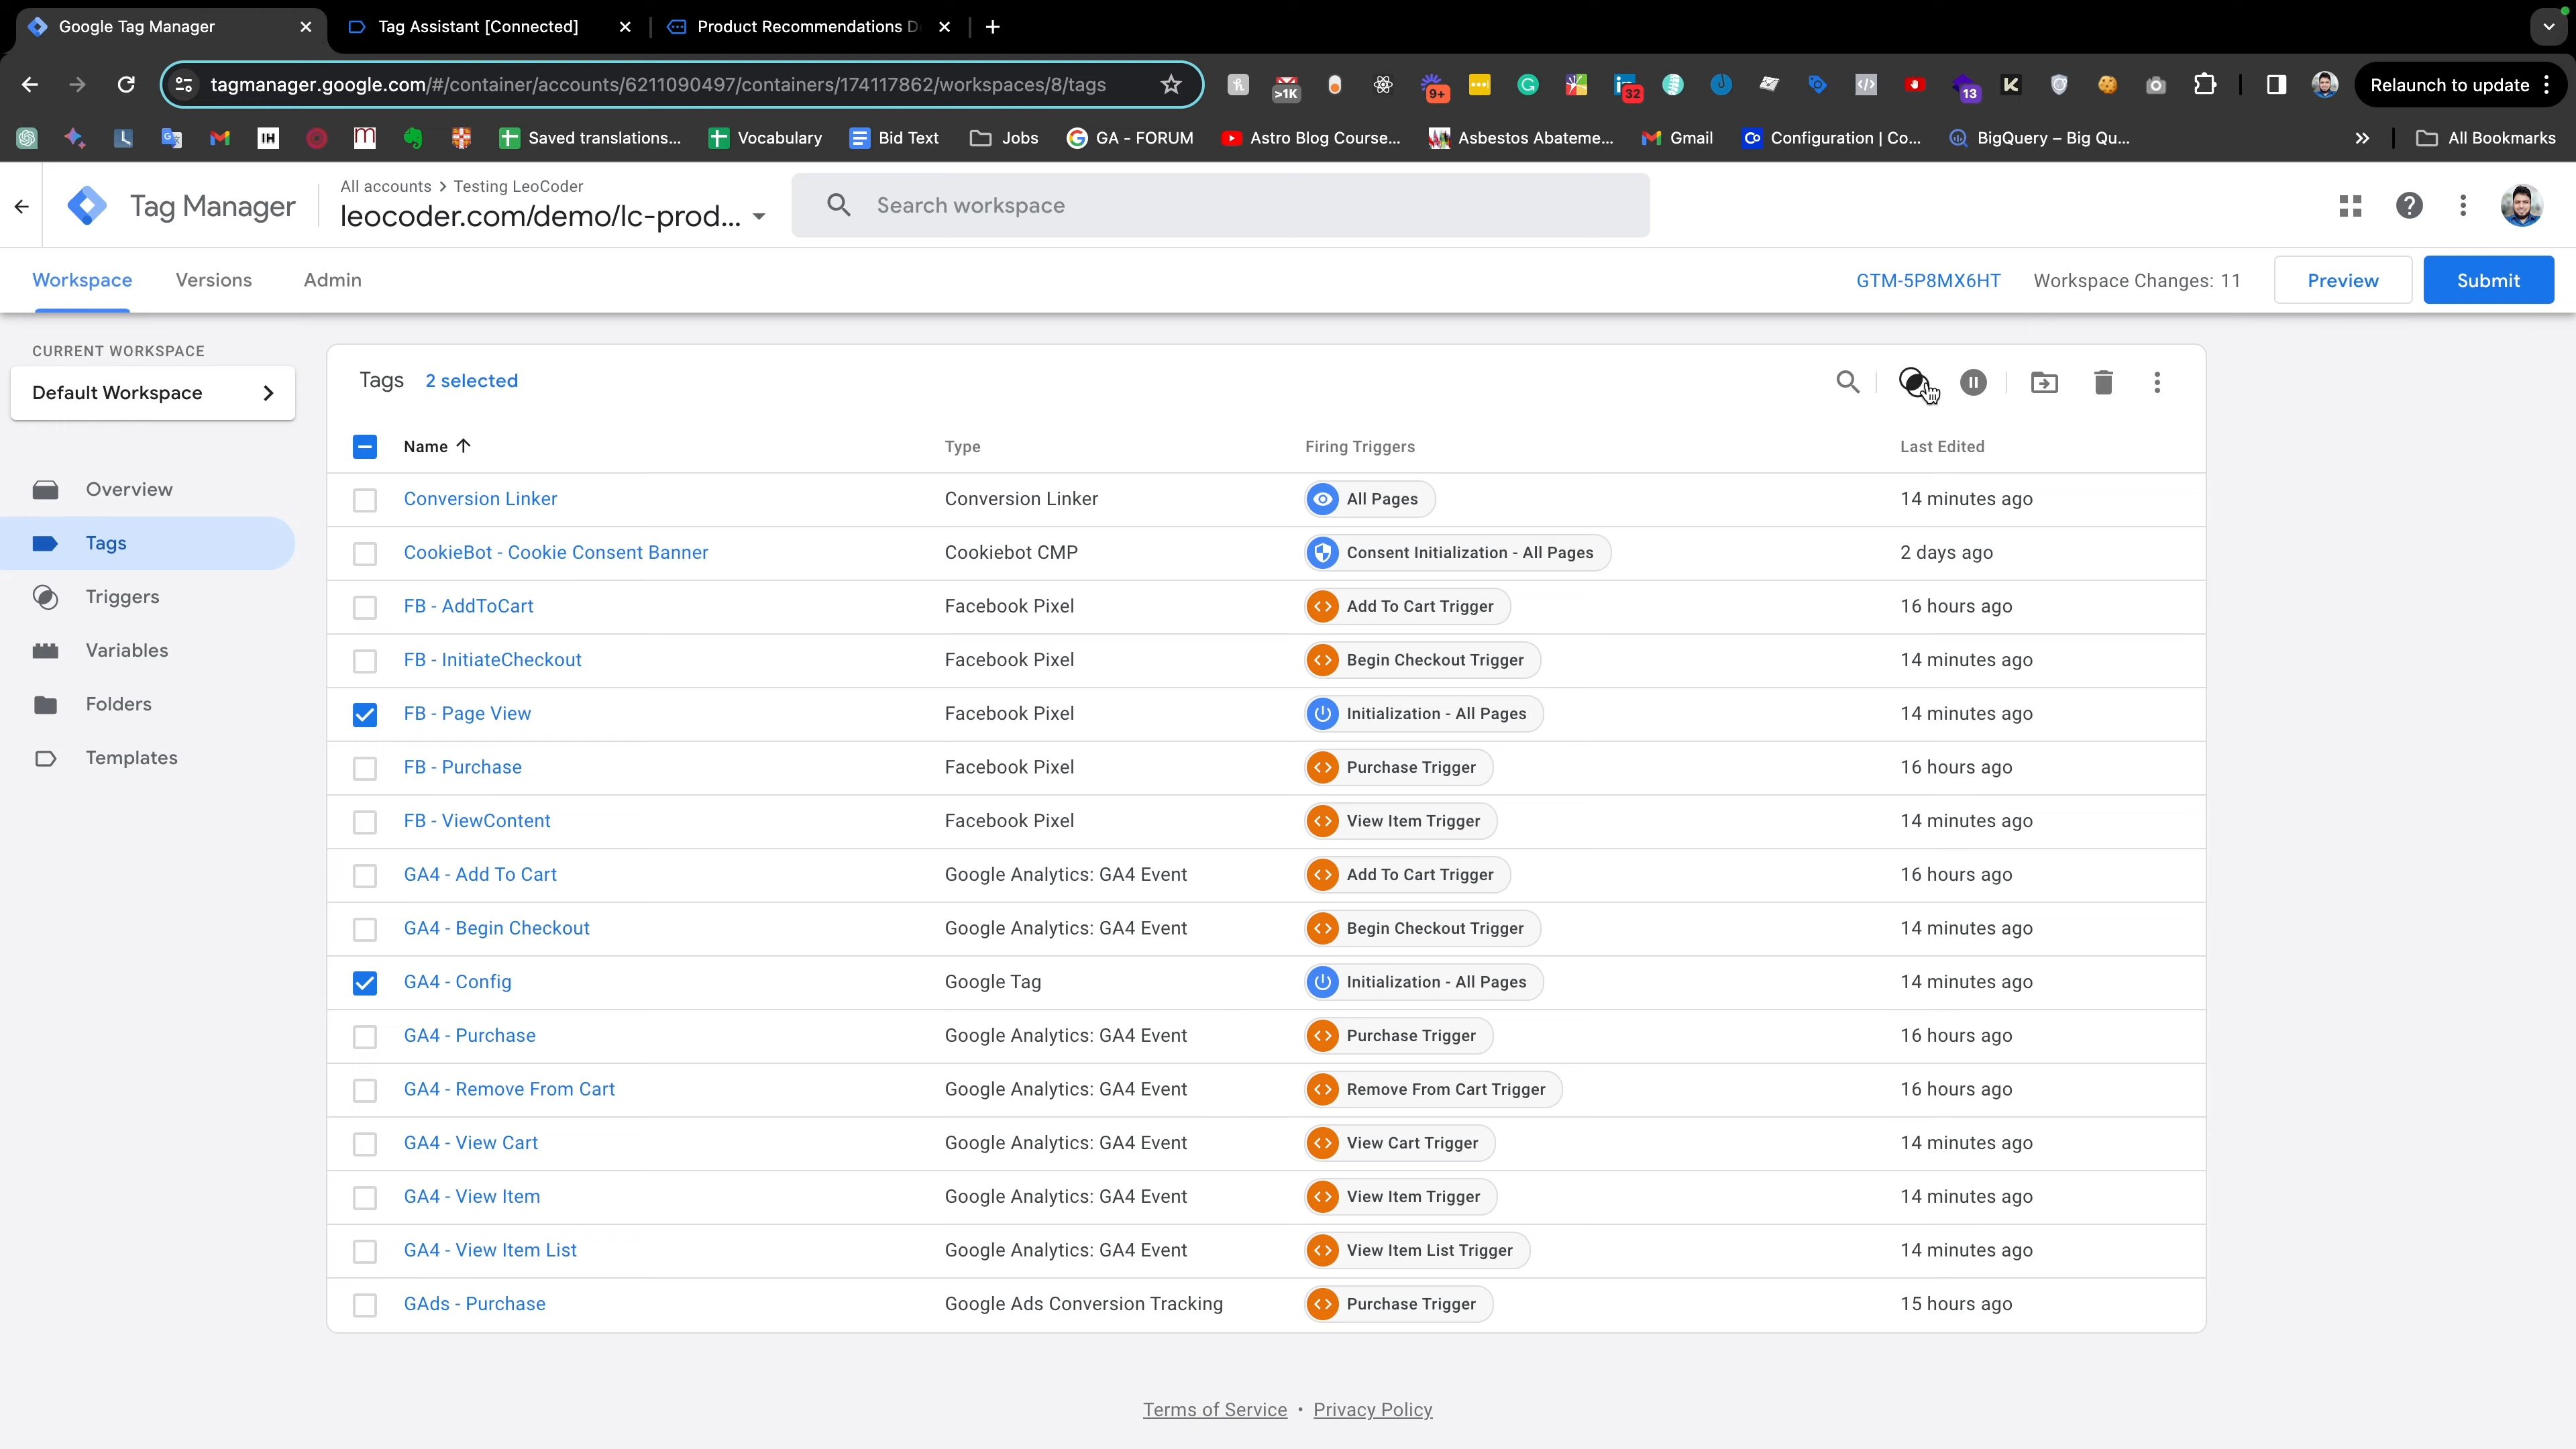 Google Tag Manager
Tag Assistant [Connected]
Product Recommendations
tagmanager.google.com/#/container/accounts/6211090497/containers/174117862/workspaces/8/tags
>1K
9+
32
13
Relaunch to update
IH
Saved translations...
Vocabulary
Bid Text
Jobs
GA - FORUM
Astro Blog Course...
Asbestos Abateme...
Gmail
Configuration | Co...
BigQuery – Big Qu...
All Bookmarks
Tag Manager
All accounts > Testing LeoCoder
leocoder.com/demo/lc-prod...
Search workspace
Workspace
Versions
Admin
GTM-5P8MX6HT
Workspace Changes: 11
Preview
Submit
CURRENT WORKSPACE
Default Workspace
Overview
Tags
Triggers
Variables
Folders
Templates
Tags 2 selected
Name Type Firing Triggers Last Edited
Conversion Linker Conversion Linker All Pages 14 minutes ago
CookieBot - Cookie Consent Banner Cookiebot CMP Consent Initialization - All Pages 2 days ago
FB - AddToCart Facebook Pixel Add To Cart Trigger 16 hours ago
FB - InitiateCheckout Facebook Pixel Begin Checkout Trigger 14 minutes ago
FB - Page View Facebook Pixel Initialization - All Pages 14 minutes ago
FB - Purchase Facebook Pixel Purchase Trigger 16 hours ago
FB - ViewContent Facebook Pixel View Item Trigger 14 minutes ago
GA4 - Add To Cart Google Analytics: GA4 Event Add To Cart Trigger 16 hours ago
GA4 - Begin Checkout Google Analytics: GA4 Event Begin Checkout Trigger 14 minutes ago
GA4 - Config Google Tag Initialization - All Pages 14 minutes ago
GA4 - Purchase Google Analytics: GA4 Event Purchase Trigger 16 hours ago
GA4 - Remove From Cart Google Analytics: GA4 Event Remove From Cart Trigger 16 hours ago
GA4 - View Cart Google Analytics: GA4 Event View Cart Trigger 14 minutes ago
GA4 - View Item Google Analytics: GA4 Event View Item Trigger 14 minutes ago
GA4 - View Item List Google Analytics: GA4 Event View Item List Trigger 14 minutes ago
GAds - Purchase Google Ads Conversion Tracking Purchase Trigger 15 hours ago
Terms of Service • Privacy Policy